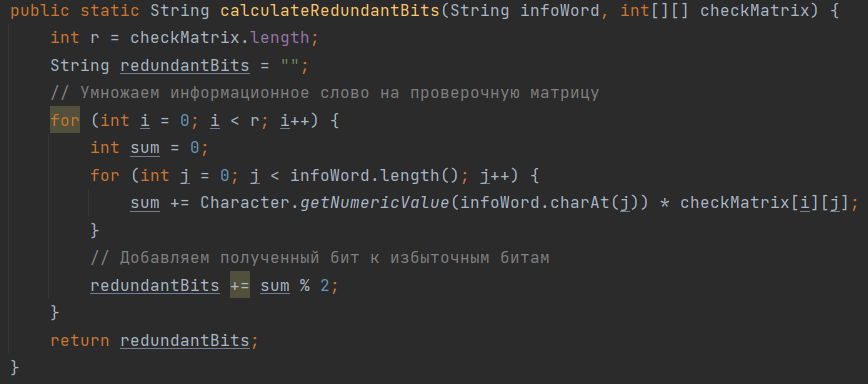 public static String calculateRedundantBits(String infoWord, int[][] checkMatrix) {
    int r = checkMatrix.length;
    String redundantBits = "";
    // Умножаем информационное слово на проверочную матрицу
    for (int i = 0; i < r; i++) {
        int sum = 0;
        for (int j = 0; j < infoWord.length(); j++) {
            sum += Character.getNumericValue(infoWord.charAt(j)) * checkMatrix[i][j];
        }
        // Добавляем полученный бит к избыточным битам
        redundantBits += sum % 2;
    }
    return redundantBits;
}